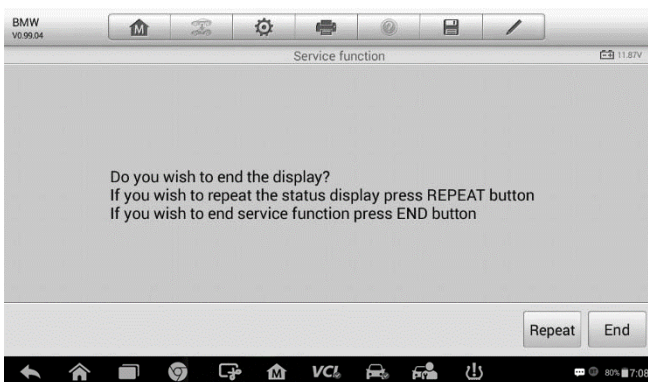 BMW
V0.99.04
M
Service function
11.87V
Do you wish to end the display?
If you wish to repeat the status display press REPEAT button
If you wish to end service function press END button
Repeat End
M VCI 80% 7:08